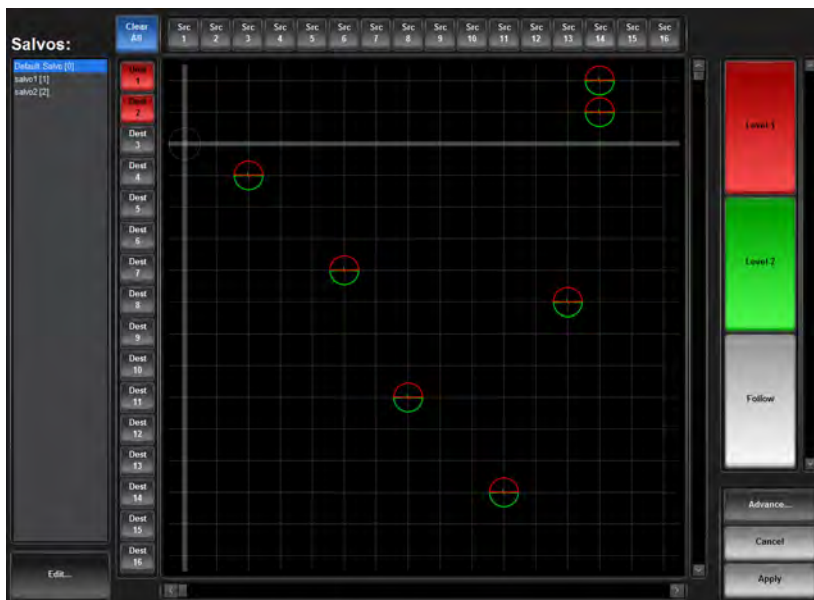 Salvos:
Default Salvo [0]
salvo1 [1]
salvo2 [2]
Edit...
Clear
All
Src
1
Src
2
Src
3
Src
4
Src
5
Src
6
Src
7
Src
8
Src
9
Src
10
Src
11
Src
12
Src
13
Src
14
Src
15
Src
16
Dest
1
Dest
2
Dest
3
Dest
4
Dest
5
Dest
6
Dest
7
Dest
8
Dest
9
Dest
10
Dest
11
Dest
12
Dest
13
Dest
14
Dest
15
Dest
16
Level 1
Level 2
Follow
Advance...
Cancel
Apply